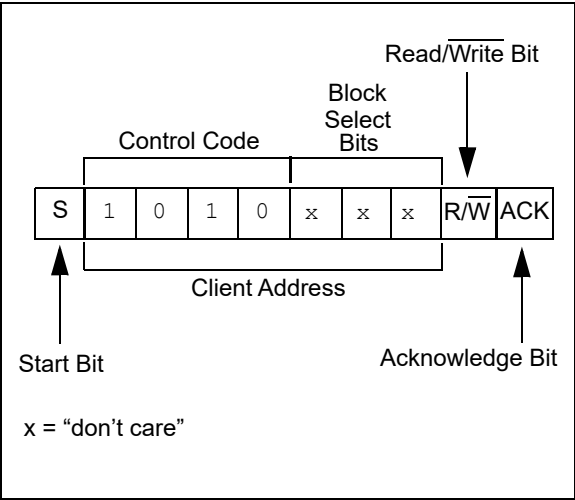 Read/Write Bit
Block
Select
Bits
Control Code
S 1 0 1 0 x x x R/W ACK
Client Address
Start Bit
Acknowledge Bit
x = “don’t care”